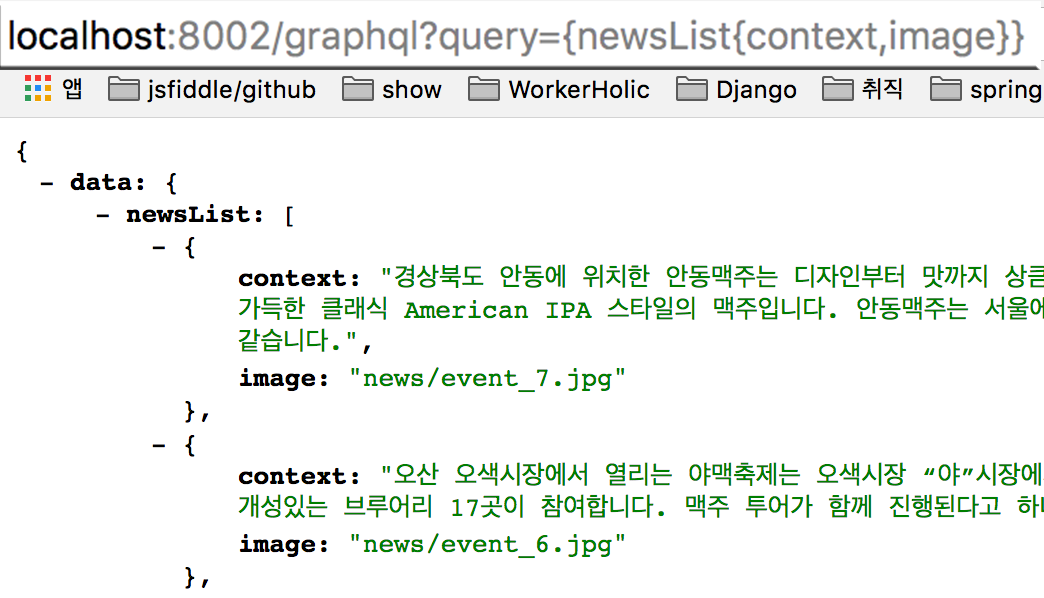 localhost:8002/graphql?query={newsList{context,image}}
앱 jsfiddle/github show WorkerHolic Django 취직 spring
{
- data: {
- newsList: [
- {
context: "경상북도 안동에 위치한 안동맥주는 디자인부터 맛까지 상큼
가득한 클래식 American IPA 스타일의 맥주입니다. 안동맥주는 서울에
같습니다.",
image: "news/event_7.jpg"
},
- {
context: "오산 오색시장에서 열리는 야맥축제는 오색시장 “야”시장에
개성있는 브루어리 17곳이 참여합니다. 맥주 투어가 함께 진행된다고 하
image: "news/event_6.jpg"
},